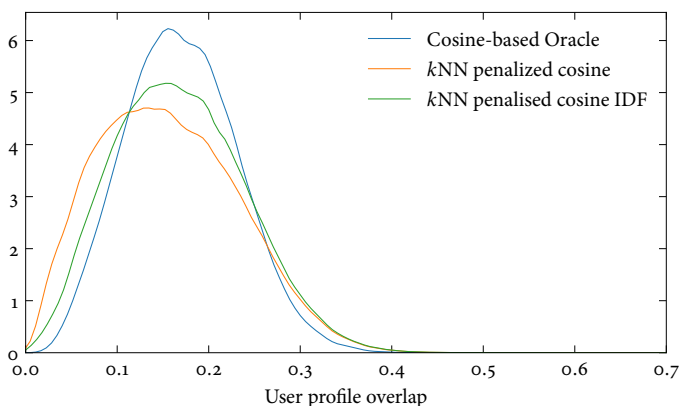 6
5
4
3
2
1
0
Cosine-based Oracle
kNN penalized cosine
kNN penalised cosine IDF
0.0 0.1 0.2 0.3 0.4 0.5 0.6 0.7
User profile overlap